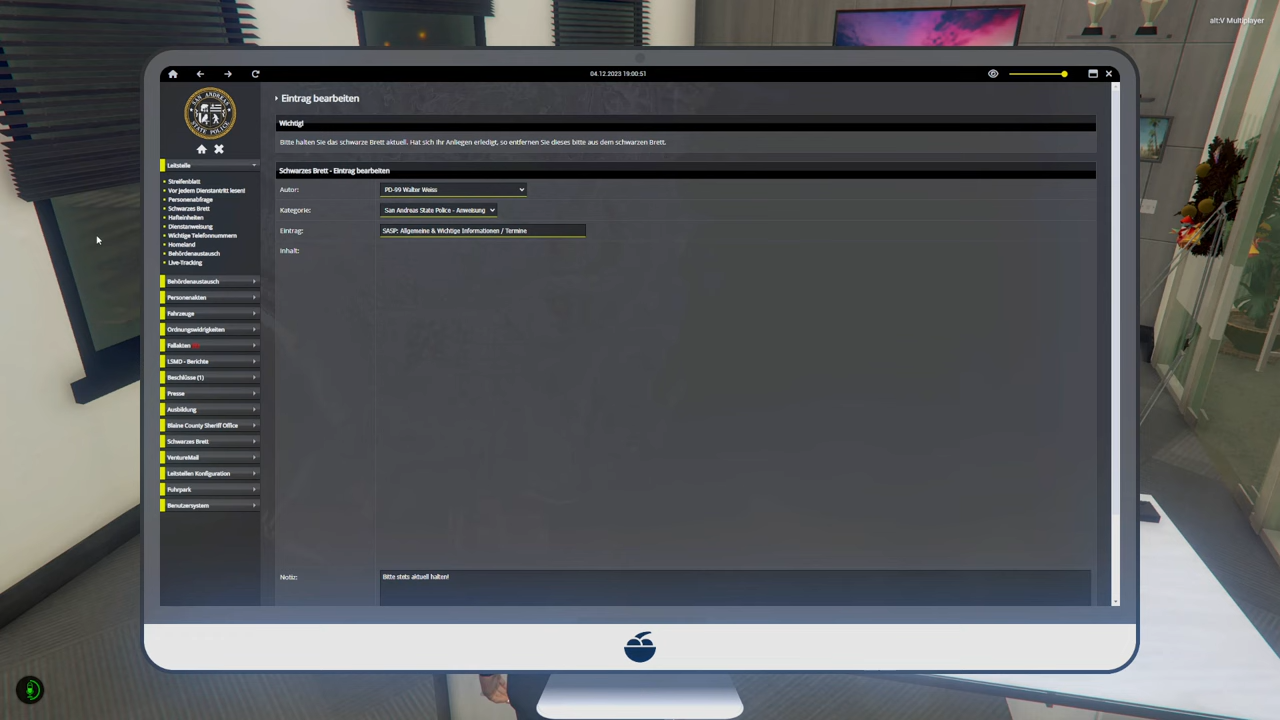 alt:V Multiplayer
04.12.2023 19:00:51
SAN ANDREAS
STATE POLICE
Eintrag bearbeiten
Wichtig!
Bitte halten Sie das schwarze Brett aktuell. Hat sich Ihr Anliegen erledigt, so entfernen Sie dieses bitte aus dem schwarzen Brett.
Leitstelle
Streifenblatt
Vor jedem Dienstantritt lesen!
Personenabfrage
Schwarzes Brett
Hafteinheiten
Dienstanweisung
Wichtige Telefonnummern
Homeland
Behördenaustausch
Live-Tracking
Behördenaustausch
Personenakten
Fahrzeuge
Ordnungswidrigkeiten
Fallakten
LSMD - Berichte
Beschlüsse (1)
Presse
Ausbildung
Blaine County Sheriff Office
Schwarzes Brett
VentureMail
Leitstellen Konfiguration
Fuhrpark
Benutzersystem
Schwarzes Brett - Eintrag bearbeiten
Autor: PD-99 Walter Weiss
Kategorie: San Andreas State Police - Anweisung
Eintrag: SASP: Allgemeine & Wichtige Informationen / Termine
Inhalt:
Notiz: Bitte stets aktuell halten!